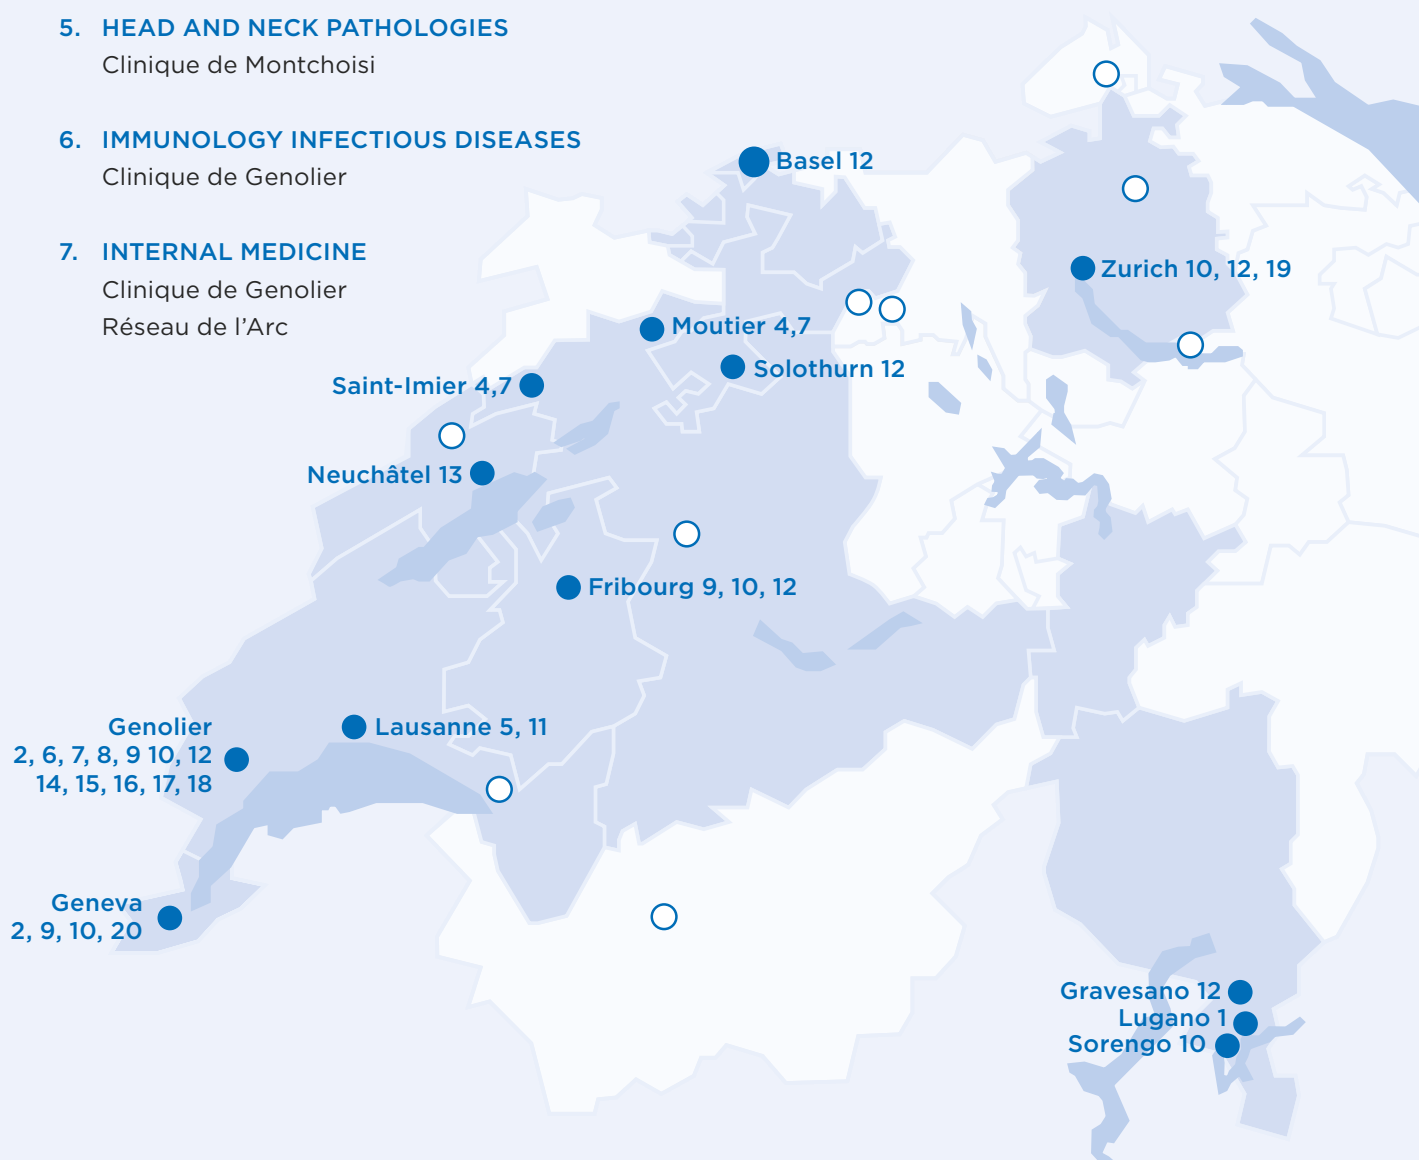 5. HEAD AND NECK PATHOLOGIES
Clinique de Montchoisi
6. IMMUNOLOGY INFECTIOUS DISEASES
Clinique de Genolier
7. INTERNAL MEDICINE
Clinique de Genolier
Réseau de l’Arc
Basel 12
Zurich 10, 12, 19
Moutier 4,7
Solothurn 12
Saint-Imier 4,7
Neuchâtel 13
Fribourg 9, 10, 12
Lausanne 5, 11
Genolier
2, 6, 7, 8, 9 10, 12
14, 15, 16, 17, 18
Geneva
2, 9, 10, 20
Gravesano 12
Lugano 1
Sorengo 10